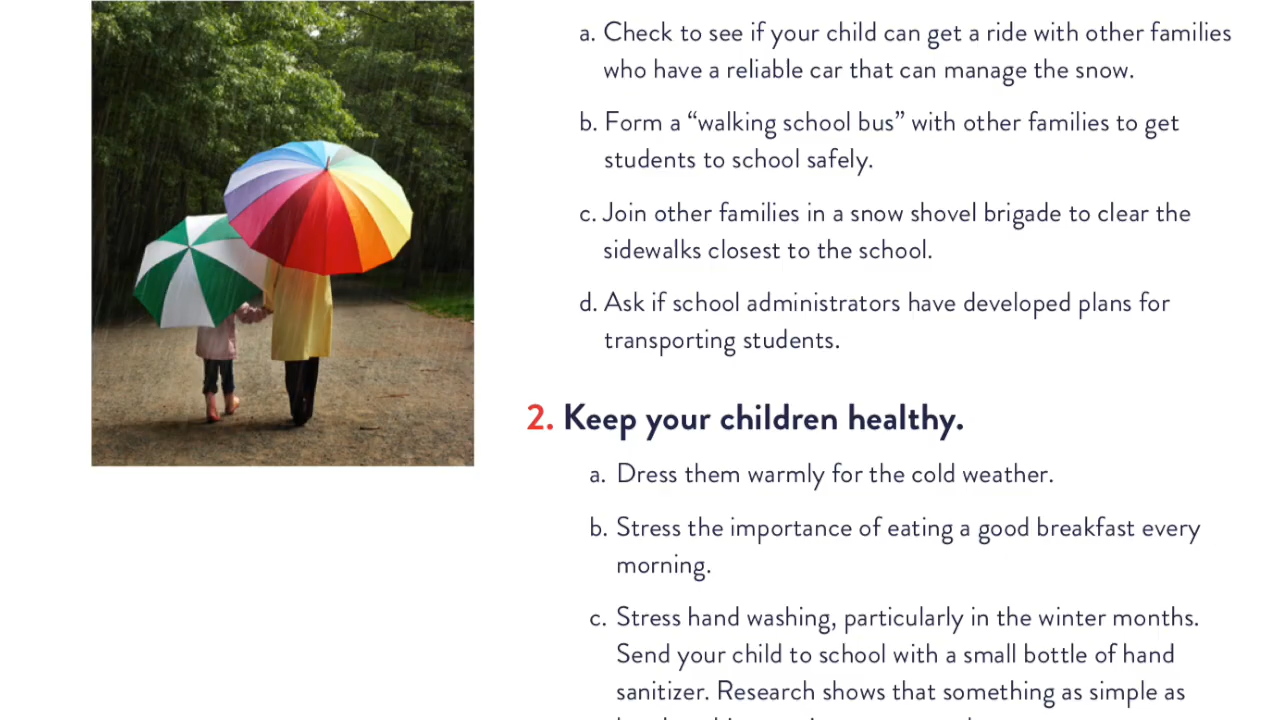 a. Check to see if your child can get a ride with other families
who have a reliable car that can manage the snow.
b. Form a “walking school bus” with other families to get
students to school safely.
c. Join other families in a snow shovel brigade to clear the
sidewalks closest to the school.
d. Ask if school administrators have developed plans for
transporting students.
2. Keep your children healthy.
a. Dress them warmly for the cold weather.
b. Stress the importance of eating a good breakfast every
morning.
c. Stress hand washing, particularly in the winter months.
Send your child to school with a small bottle of hand
sanitizer. Research shows that something as simple as